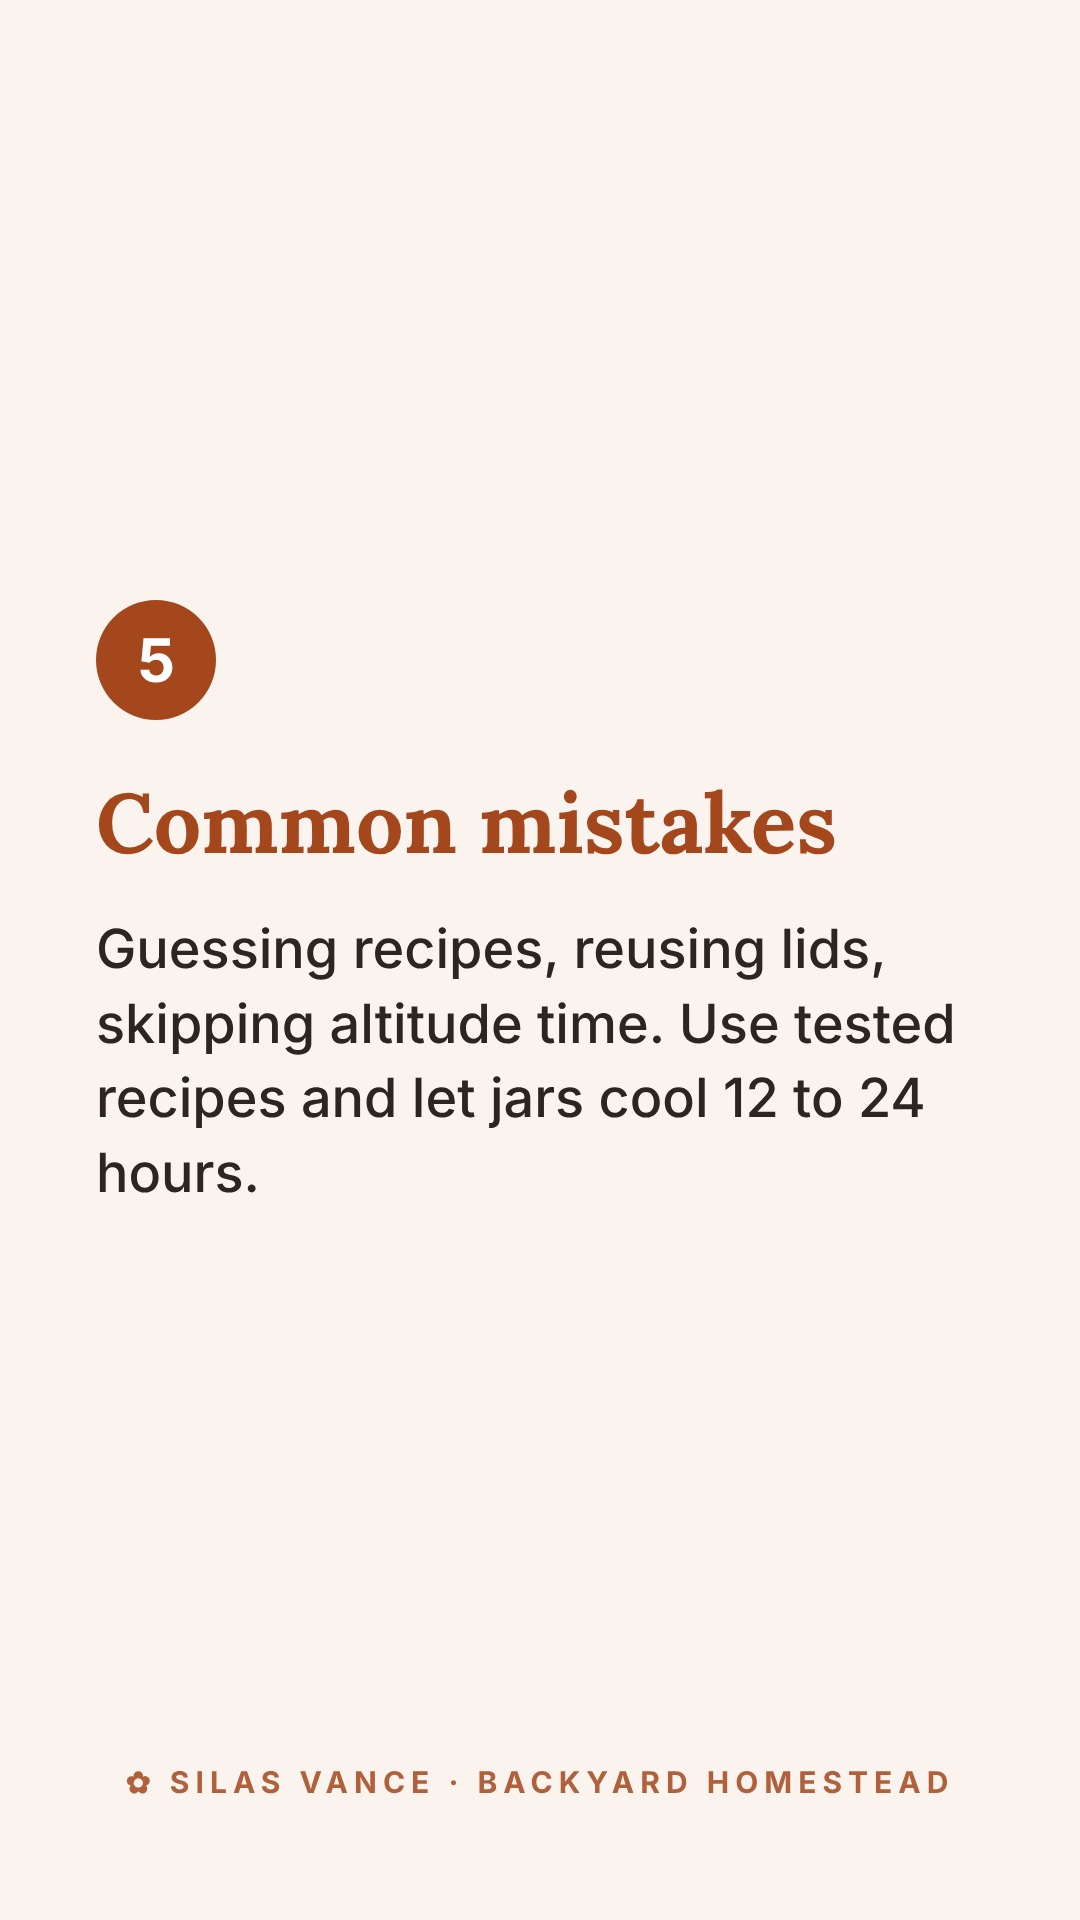 5
Common mistakes
Guessing recipes, reusing lids,
skipping altitude time. Use tested
recipes and let jars cool 12 to 24
hours.
✿ SILAS VANCE · BACKYARD HOMESTEAD